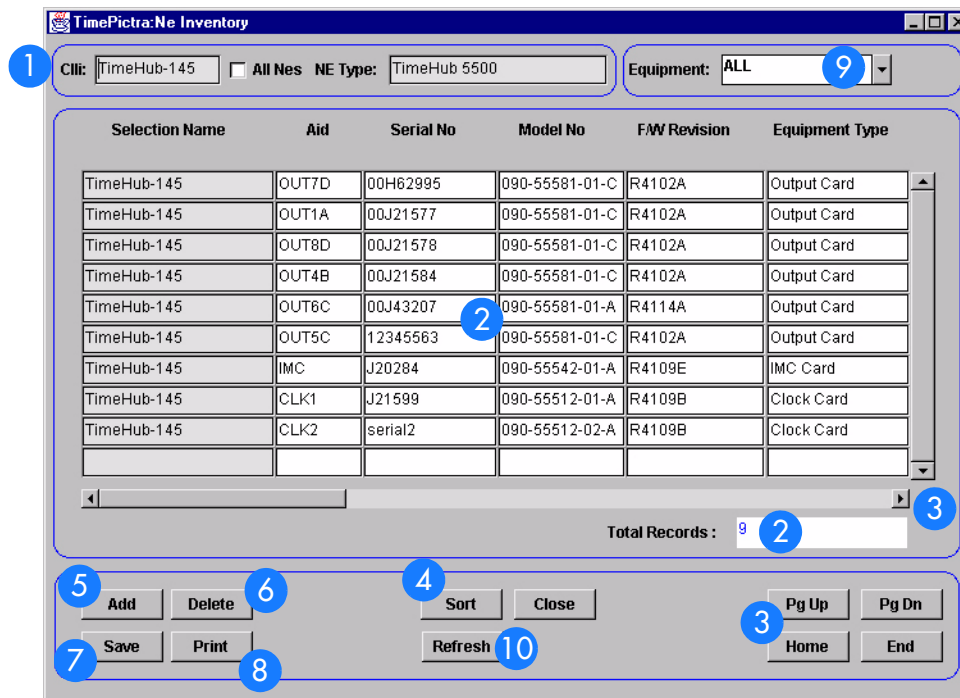 TimePictra:Ne Inventory
1 Clli: TimeHub-145 All Nes NE Type: TimeHub 5500 Equipment: ALL 9
Selection Name Aid Serial No Model No F/W Revision Equipment Type
TimeHub-145 OUT7D 00H62995 090-55581-01-C R4102A Output Card
TimeHub-145 OUT1A 00J21577 090-55581-01-C R4102A Output Card
TimeHub-145 OUT8D 00J21578 090-55581-01-C R4102A Output Card
TimeHub-145 OUT4B 00J21584 090-55581-01-C R4102A Output Card
TimeHub-145 OUT6C 00J43207 090-55581-01-A R4114A Output Card
2
TimeHub-145 OUT5C 12345563 090-55581-01-C R4102A Output Card
TimeHub-145 IMC J20284 090-55542-01-A R4109E IMC Card
TimeHub-145 CLK1 J21599 090-55512-01-A R4109B Clock Card
TimeHub-145 CLK2 serial2 090-55512-02-A R4109B Clock Card
3
Total Records : 9 2
5 6 4
Add Delete Sort Close Pg Up Pg Dn
3
Save Print Refresh 10 Home End
7 8